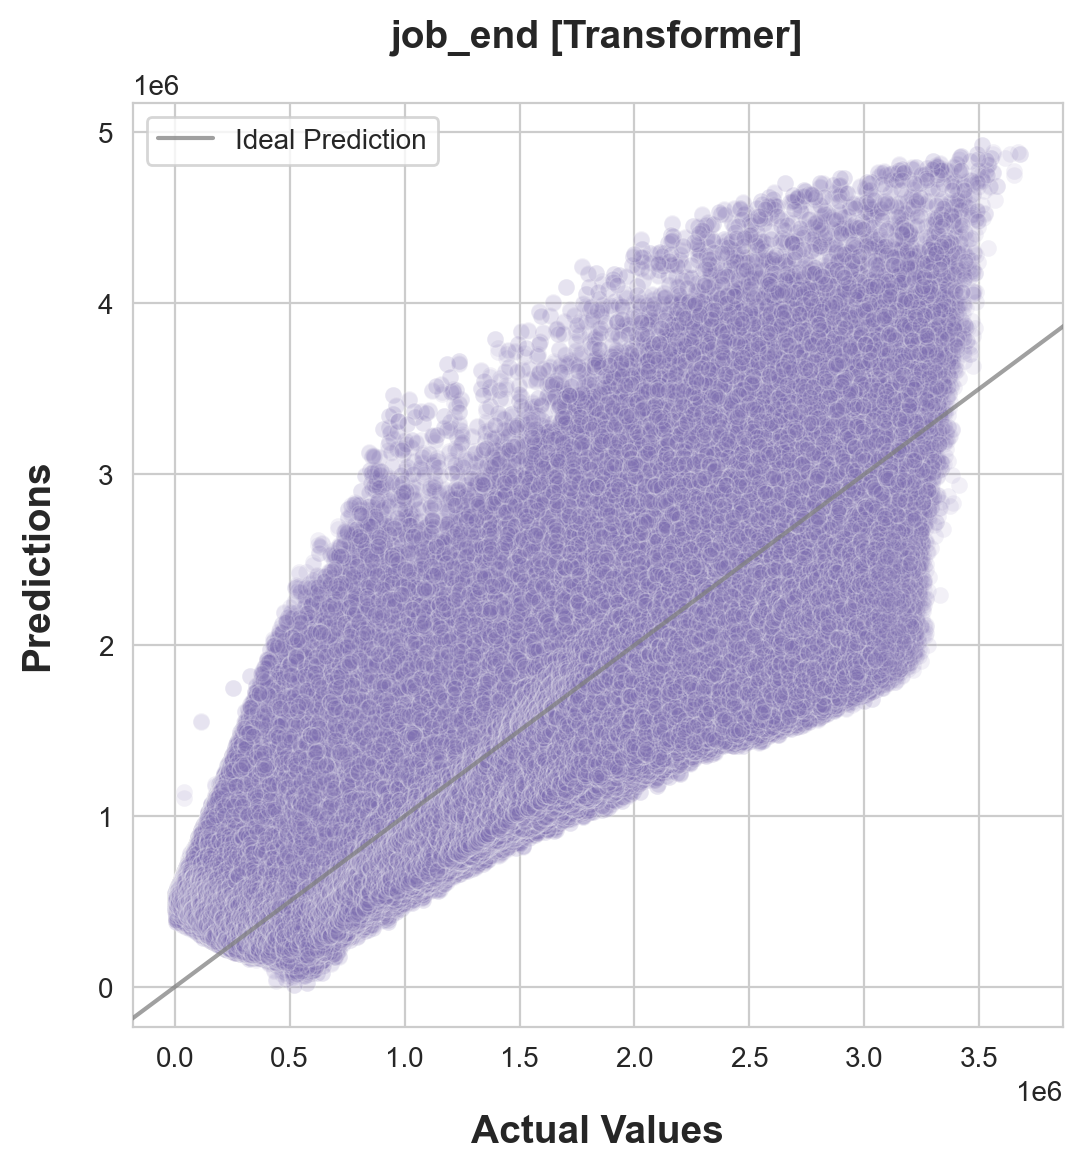 job_end [Transformer]
1e6
Ideal Prediction
5
4
3
2
1
0
Predictions
0.0 0.5 1.0 1.5 2.0 2.5 3.0 3.5
1e6
Actual Values